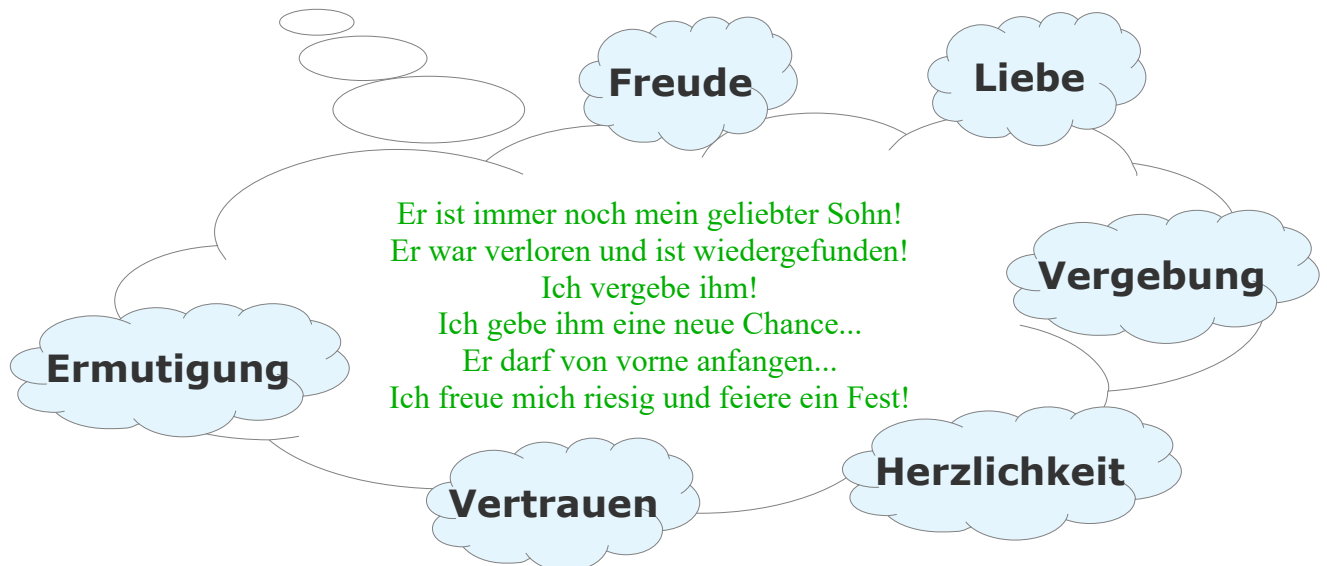 Freude
Liebe
Er ist immer noch mein geliebter Sohn!
Er war verloren und ist wiedergefunden!
Ich vergebe ihm!
Ich gebe ihm eine neue Chance...
Er darf von vorne anfangen...
Ich freue mich riesig und feiere ein Fest!
Vergebung
Ermutigung
Herzlichkeit
Vertrauen